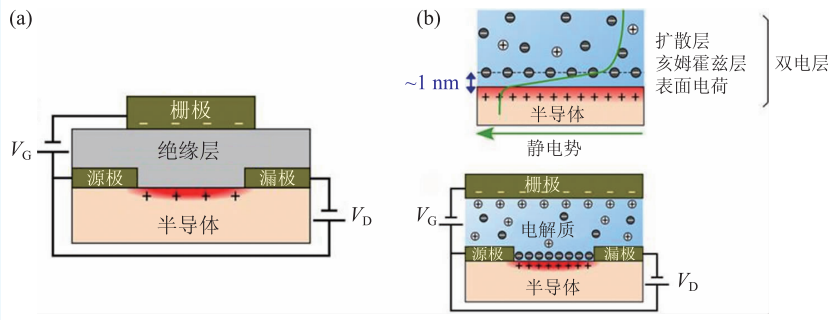 (a)
栅极
绝缘层
源极
漏极
半导体
V_G
V_D
(b)
扩散层
亥姆霍兹层
表面电荷
双电层
~1 nm
半导体
静电势
栅极
电解质
源极
漏极
半导体
V_G
V_D